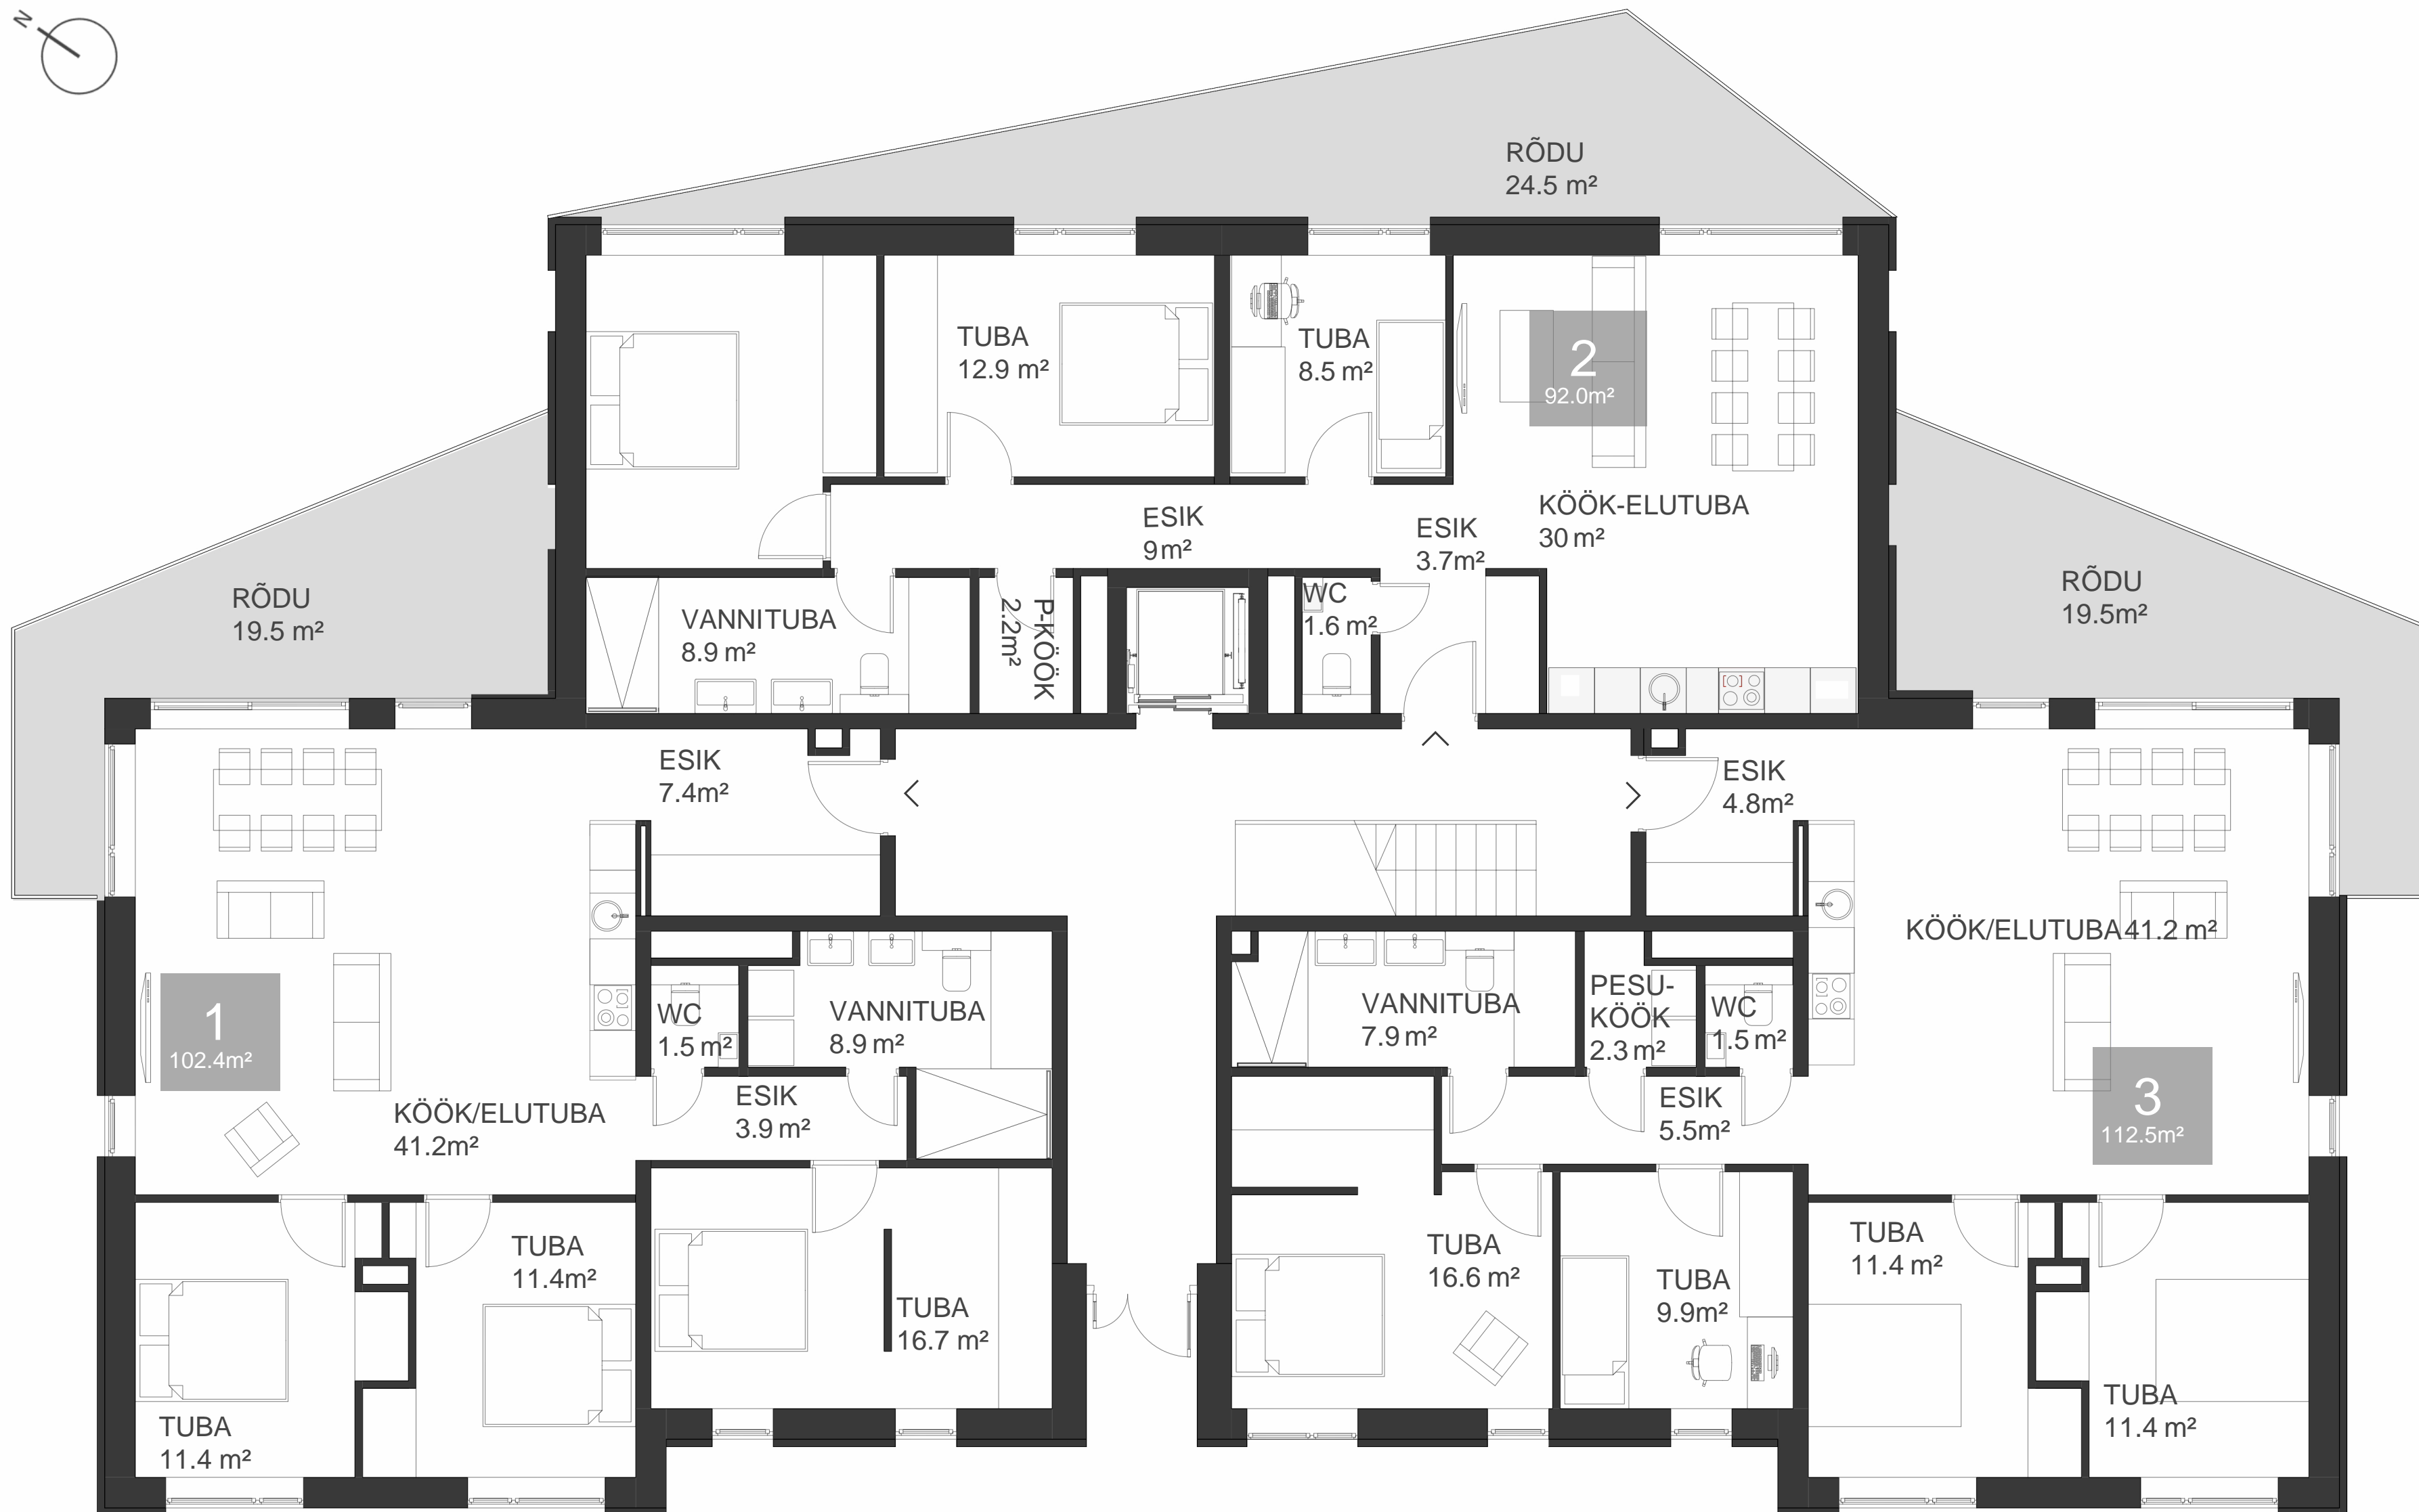 N
RÕDU
24.5 m²
TUBA
12.9 m²
TUBA
8.5 m²
2
92.0m²
KÖÖK-ELUTUBA
30 m²
ESIK
9m²
ESIK
3.7m²
RÕDU
19.5 m²
VANNITUBA
8.9 m²
P-KÖÖK
2.2m²
WC
1.6 m²
RÕDU
19.5m²
ESIK
7.4m²
ESIK
4.8m²
KÖÖK/ELUTUBA 41.2 m²
1
102.4m²
WC
1.5 m²
VANNITUBA
8.9 m²
VANNITUBA
7.9 m²
PESU-
KÖÖK
2.3 m²
WC
1.5 m²
KÖÖK/ELUTUBA
41.2m²
ESIK
3.9 m²
ESIK
5.5m²
3
112.5m²
TUBA
11.4m²
TUBA
16.7 m²
TUBA
16.6 m²
TUBA
9.9m²
TUBA
11.4 m²
TUBA
11.4 m²
TUBA
11.4 m²